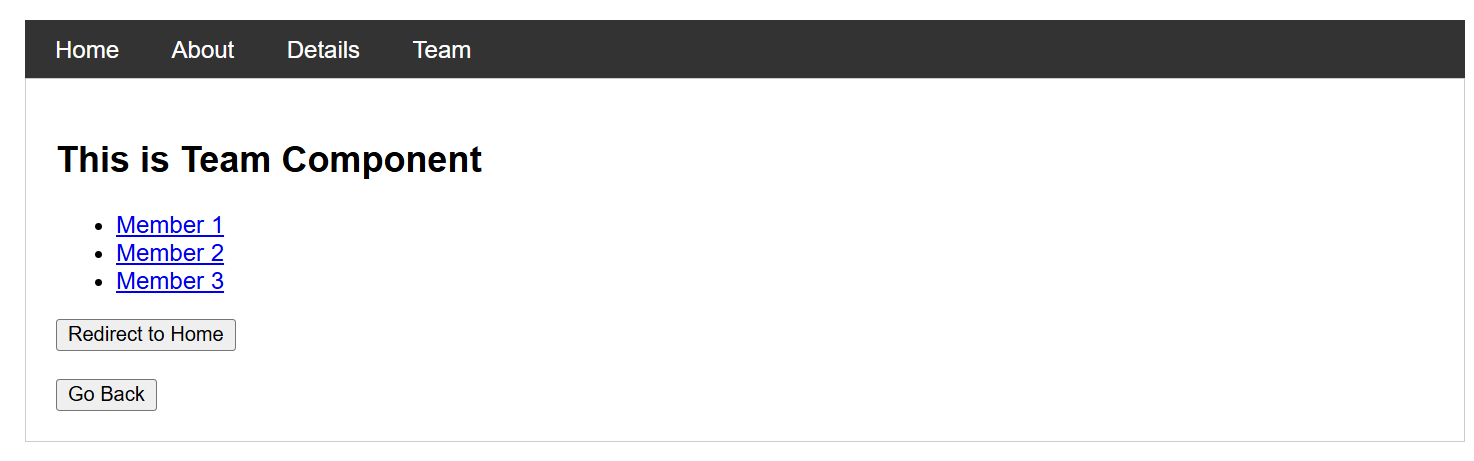 Home About Details Team
This is Team Component
Member 1
Member 2
Member 3
Redirect to Home
Go Back